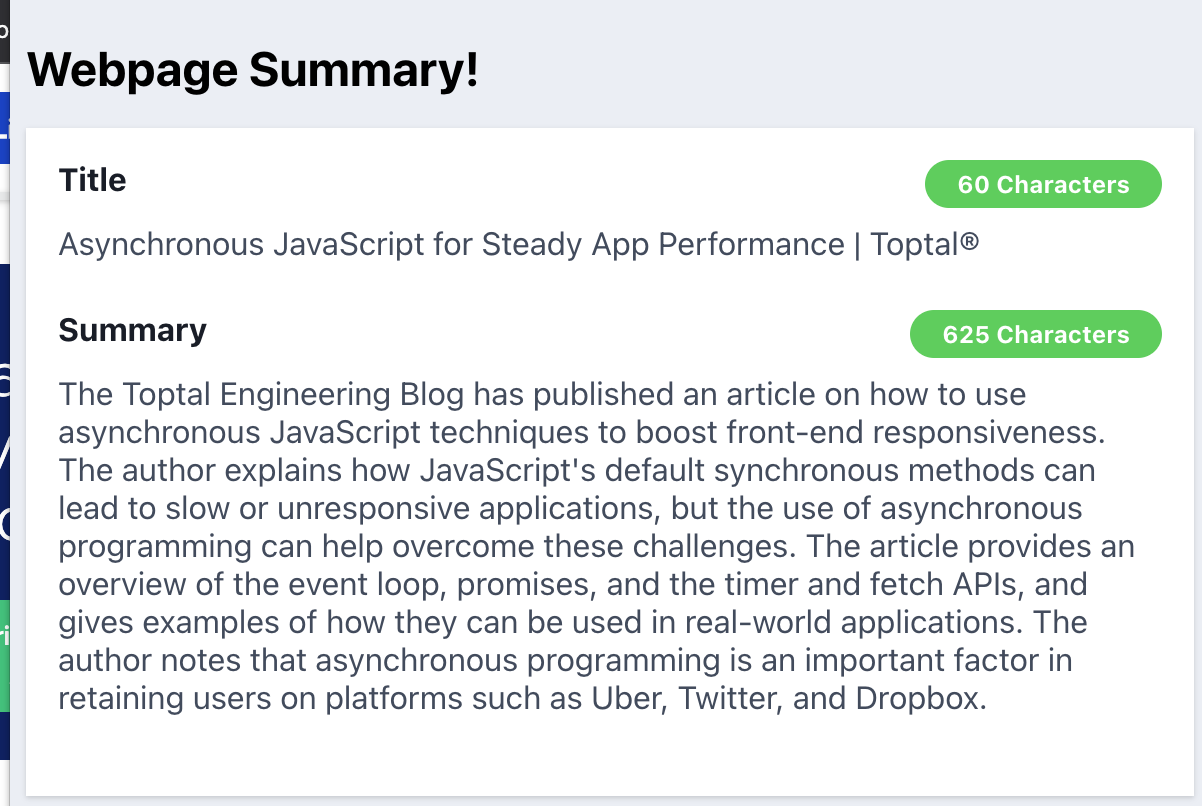 Webpage Summary!
Title
60 Characters
Asynchronous JavaScript for Steady App Performance | Toptal®
Summary
625 Characters
The Toptal Engineering Blog has published an article on how to use
asynchronous JavaScript techniques to boost front-end responsiveness.
The author explains how JavaScript's default synchronous methods can
lead to slow or unresponsive applications, but the use of asynchronous
programming can help overcome these challenges. The article provides an
overview of the event loop, promises, and the timer and fetch APIs, and
gives examples of how they can be used in real-world applications. The
author notes that asynchronous programming is an important factor in
retaining users on platforms such as Uber, Twitter, and Dropbox.